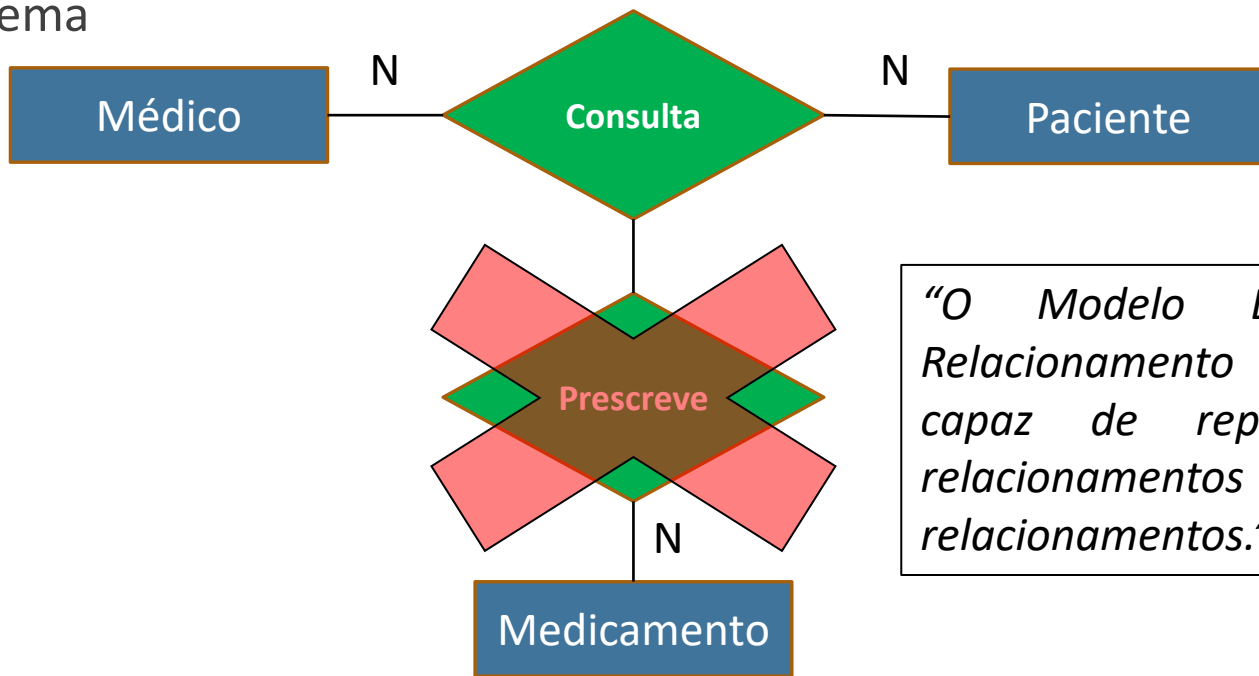 ema
Médico
N
Consulta
N
Paciente
Prescreve
N
Medicamento
“O Modelo
Relacionamento
capaz de rep
relacionamentos
relacionamentos.”